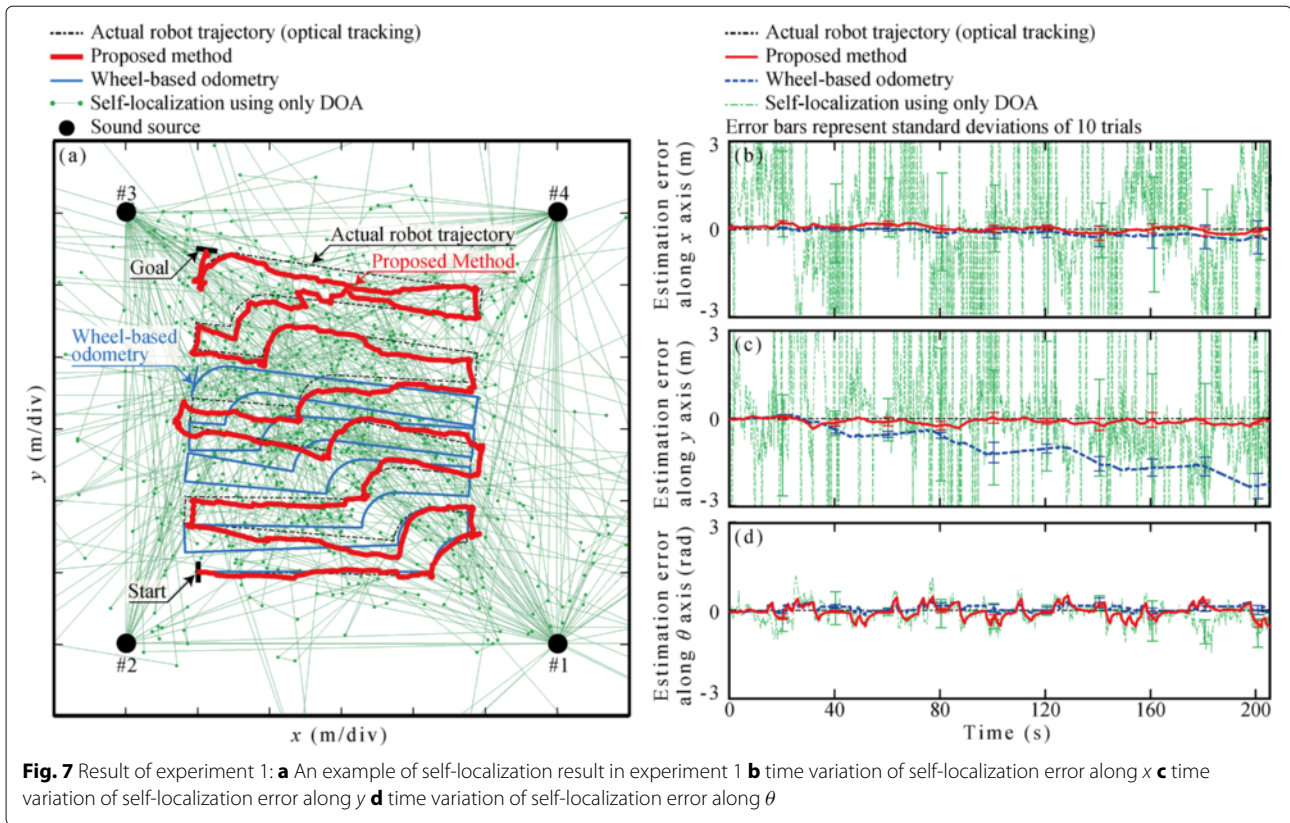 Actual robot trajectory (optical tracking)
Proposed method
Wheel-based odometry
Self-localization using only DOA
Sound source
(a)
#3
#4
Actual robot trajectory
Goal
Proposed Method
Wheel-based
odometry
Start
#2
#1
y (m/div)
x (m/div)
Actual robot trajectory (optical tracking)
Proposed method
Wheel-based odometry
Self-localization using only DOA
Error bars represent standard deviations of 10 trials
Estimation error
along x axis (m)
3
0
-3
(b)
Estimation error
along y axis (m)
3
0
-3
(c)
Estimation error
along θ axis (rad)
3
0
-3
(d)
0 40 80 120 160 200
Time (s)
Fig. 7 Result of experiment 1: a An example of self-localization result in experiment 1 b time variation of self-localization error along x c time
variation of self-localization error along y d time variation of self-localization error along θ